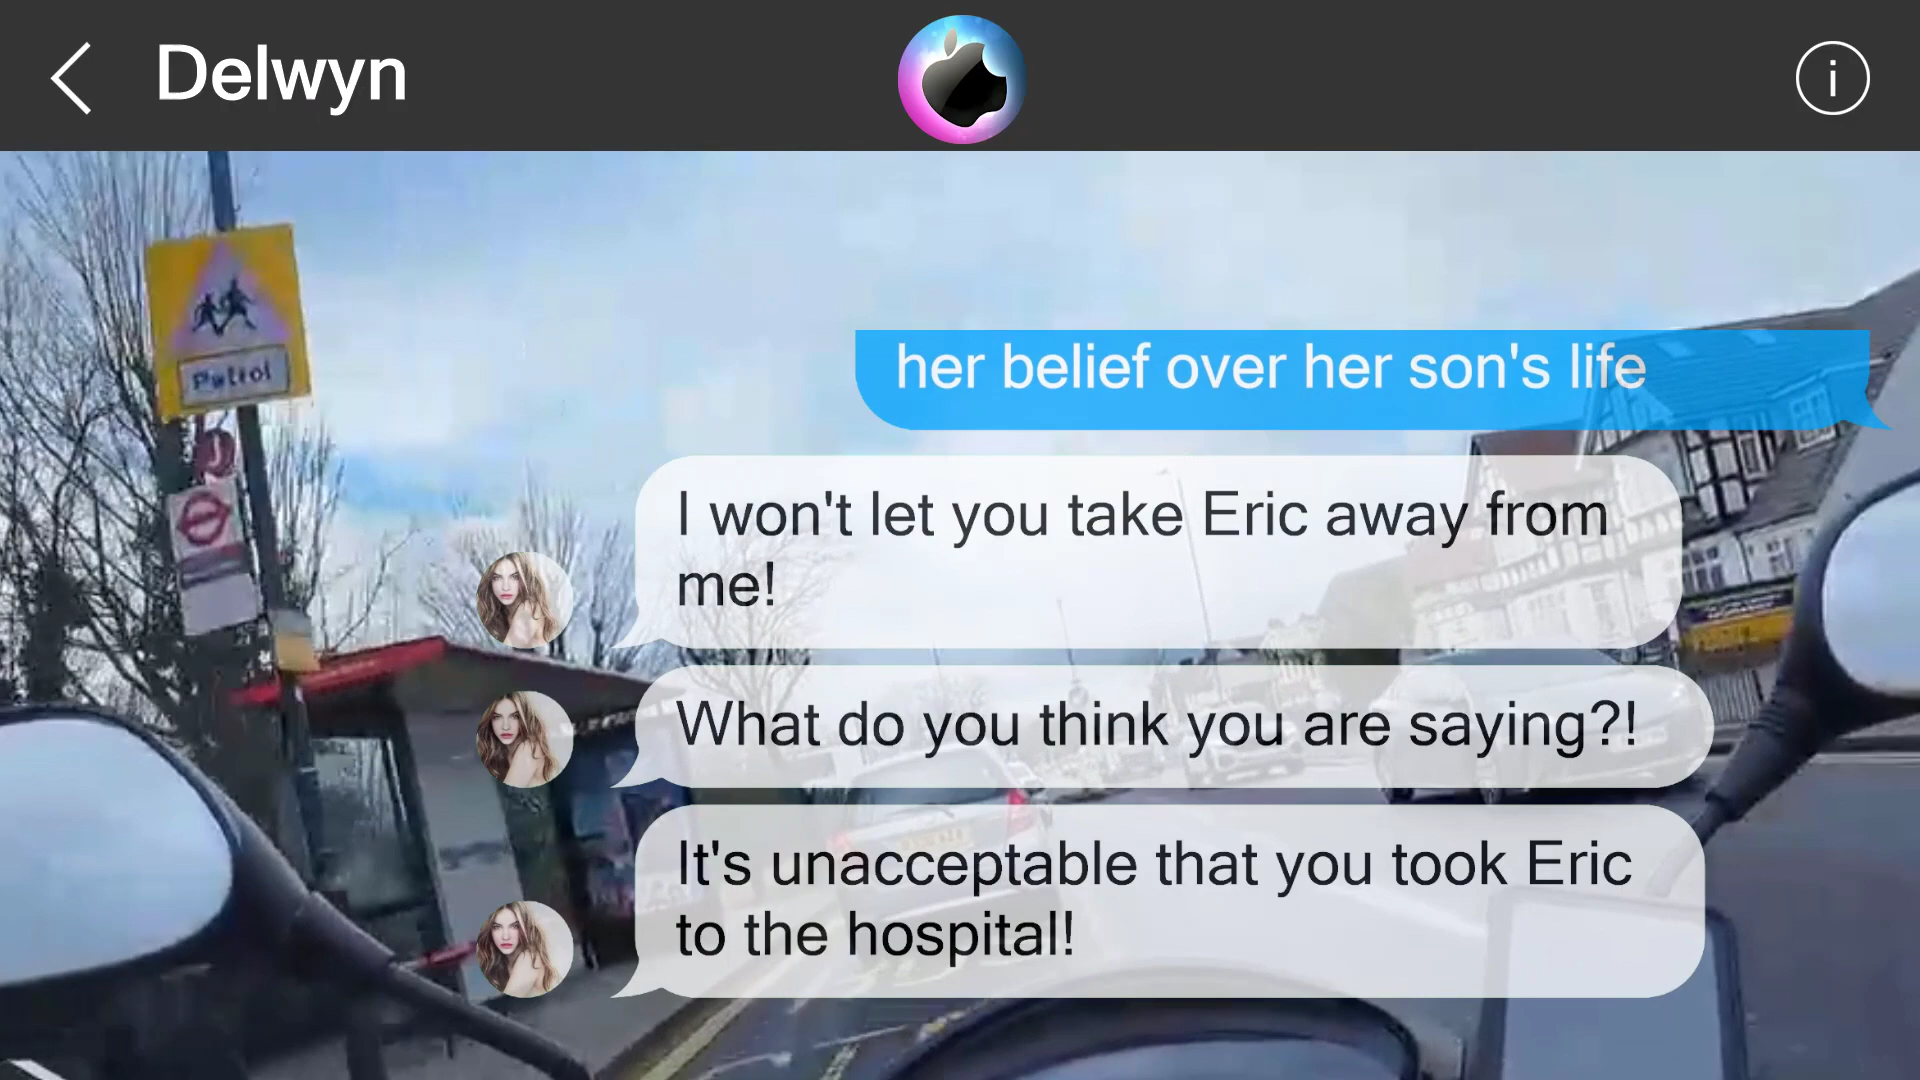 Delwyn
i
Patrol
J
her belief over her son's life
I won't let you take Eric away from
me!
What do you think you are saying?!
It's unacceptable that you took Eric
to the hospital!